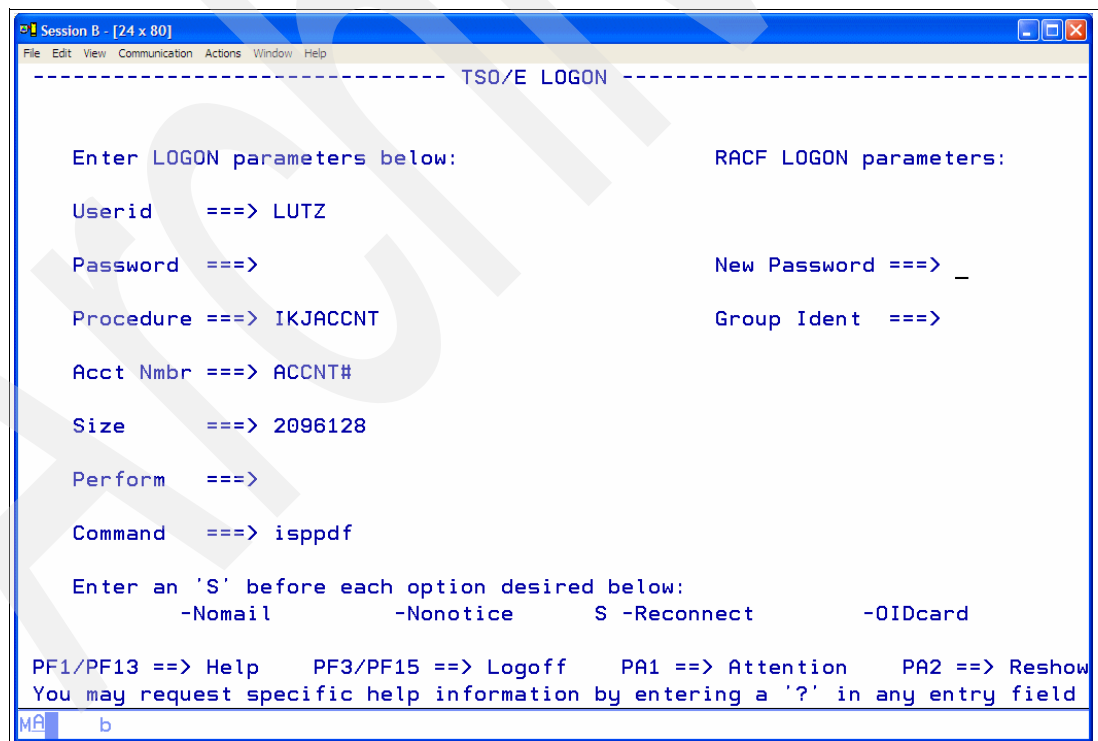 Session B - [24 x 80]
File Edit View Communication Actions Window Help
------------------------------- TSO/E LOGON -----------------------------------
Enter LOGON parameters below: RACF LOGON parameters:
Userid ===> LUTZ
Password ===> New Password ===> _
Procedure ===> IKJACCNT Group Ident ===>
Acct Nmbr ===> ACCNT#
Size ===> 2096128
Perform ===>
Command ===> isppdf
Enter an 'S' before each option desired below:
-Nomail -Nonotice S -Reconnect -OIDcard
PF1/PF13 ==> Help PF3/PF15 ==> Logoff PA1 ==> Attention PA2 ==> Reshow
You may request specific help information by entering a '?' in any entry field
MA b